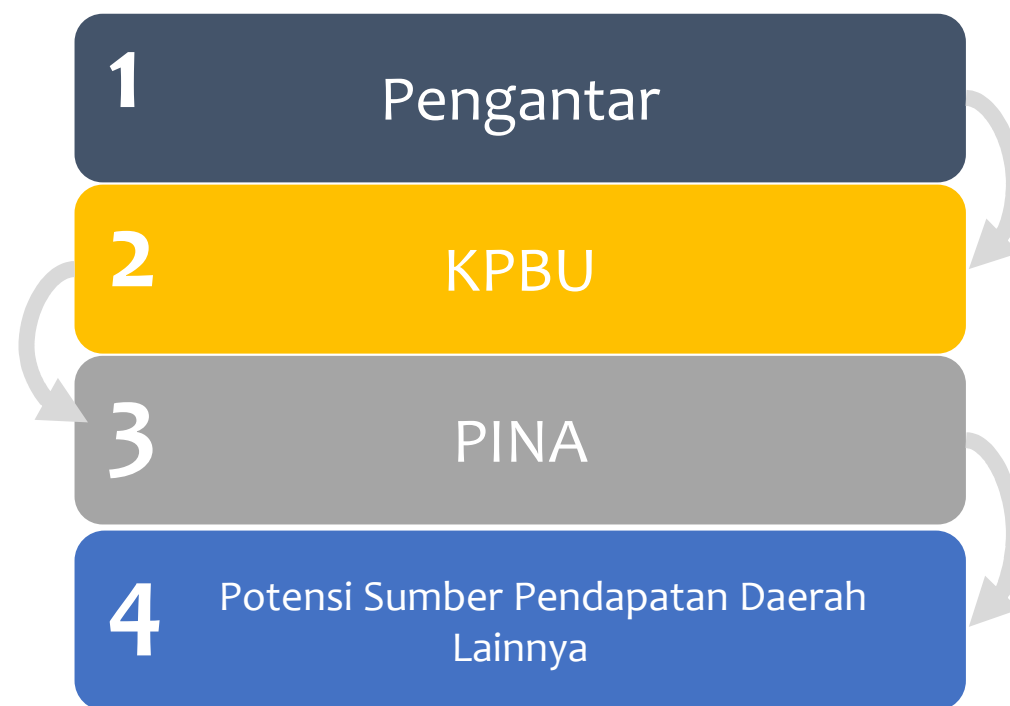 1
Pengantar
2
KPBU
3
PINA
4
Potensi Sumber Pendapatan Daerah
Lainnya